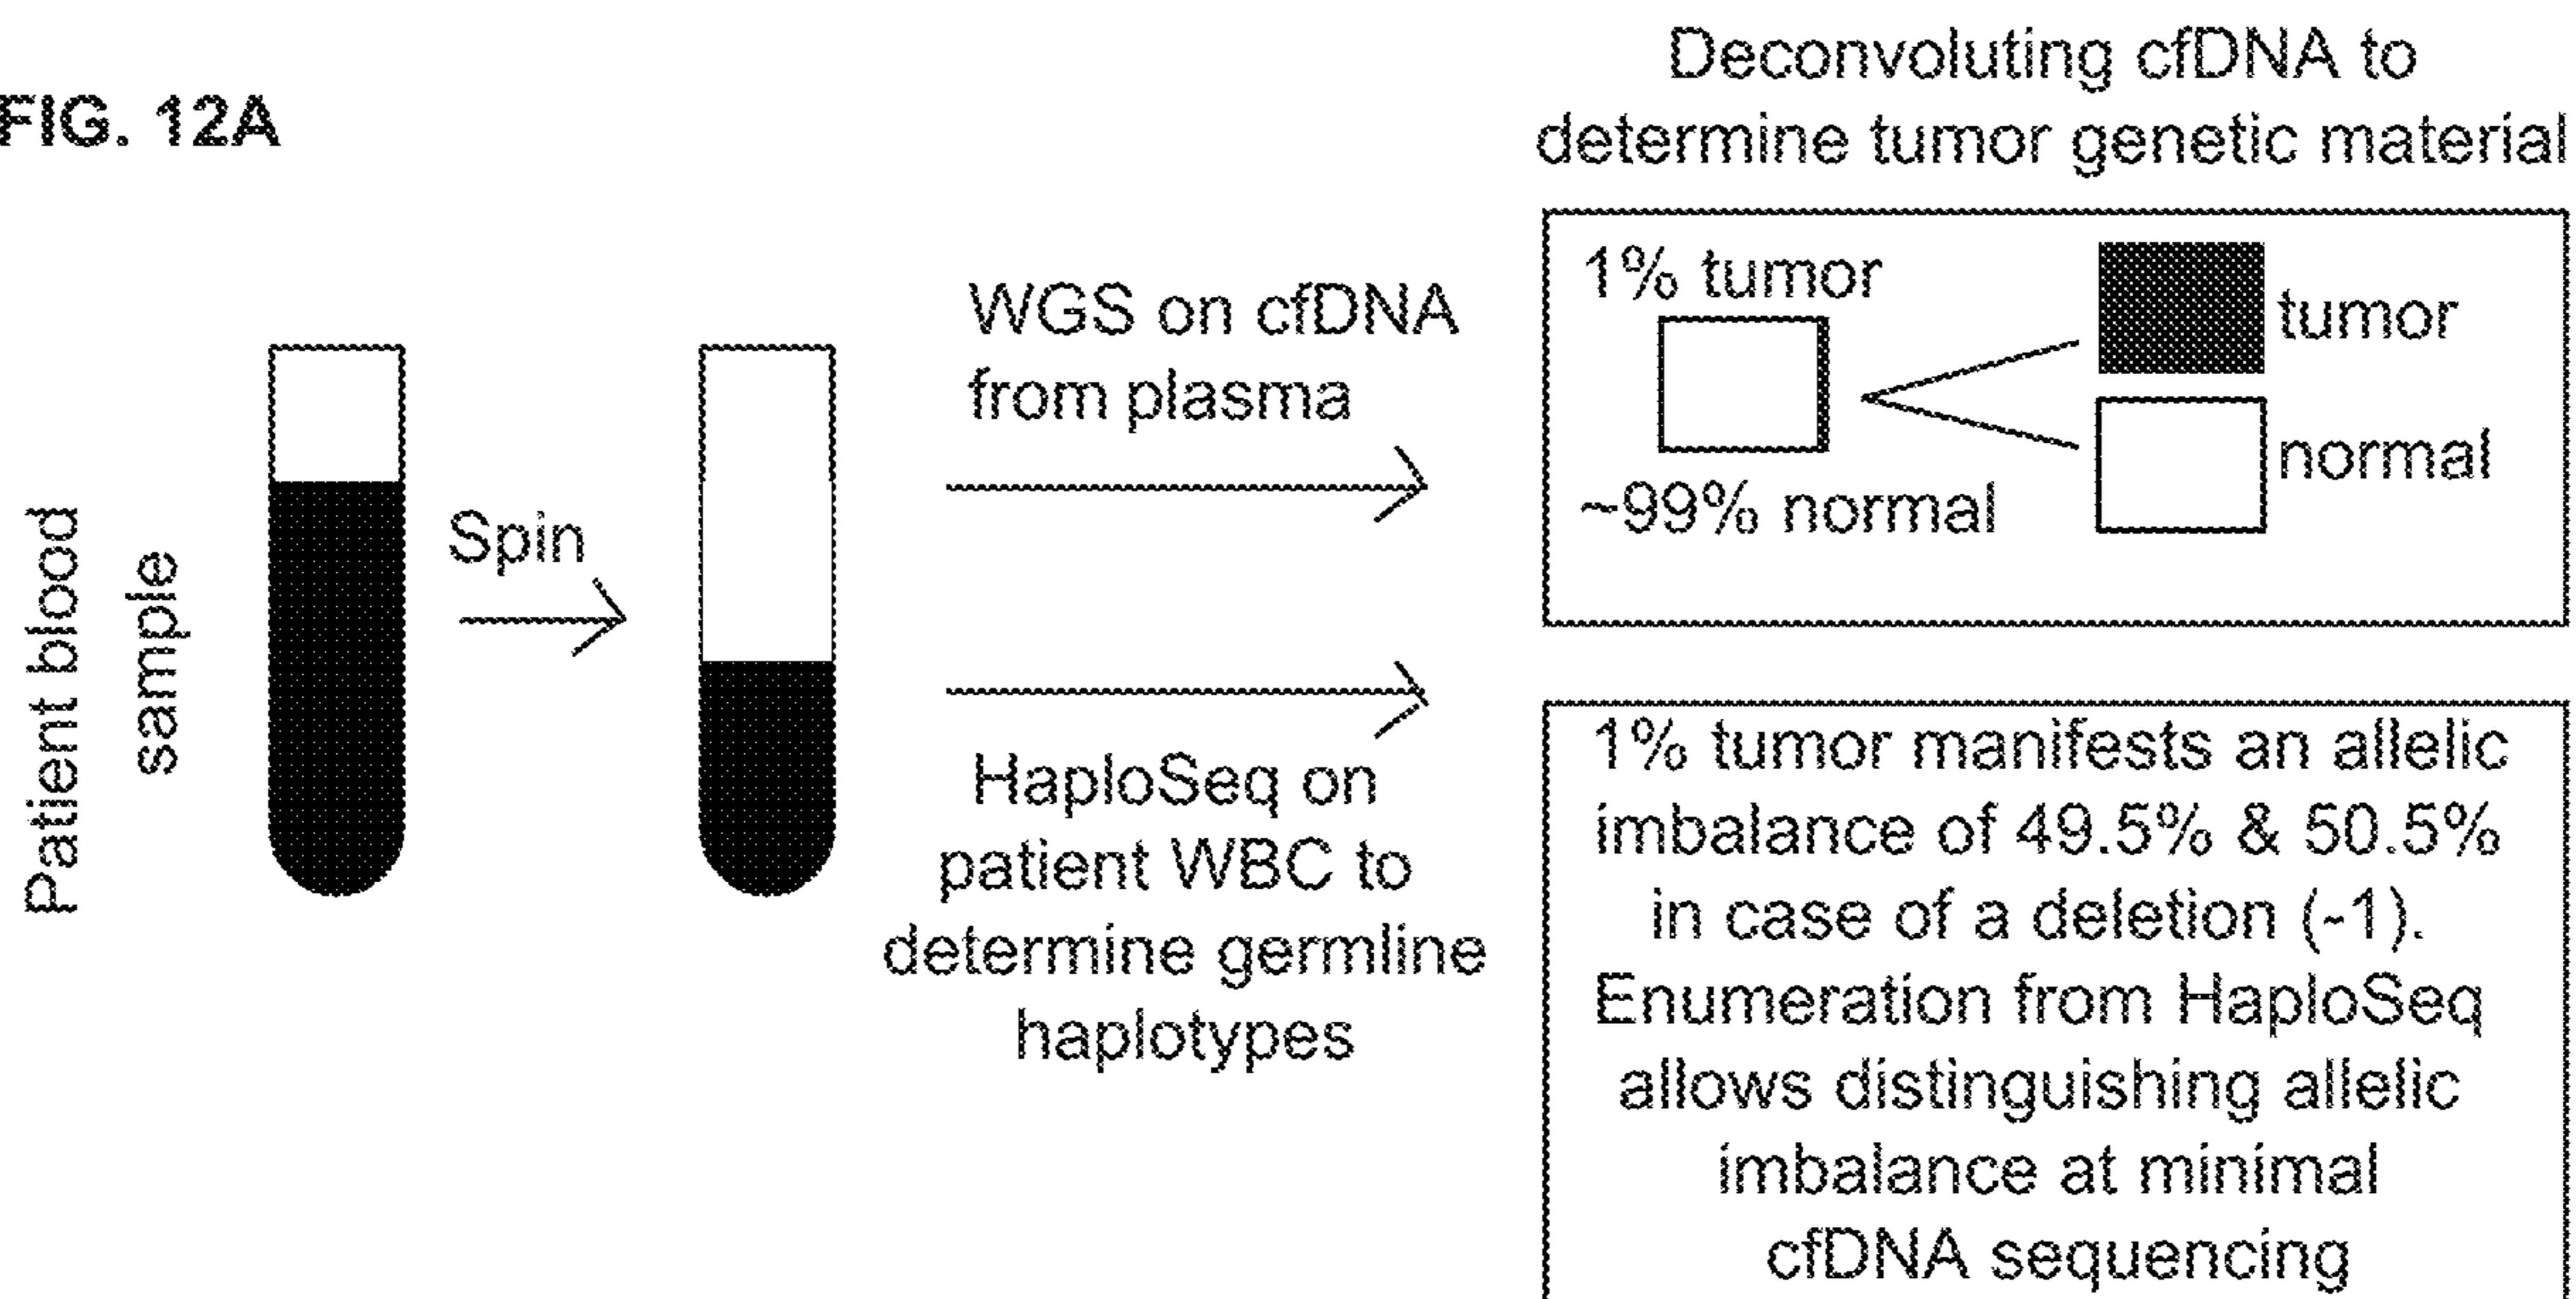 FIG. 12A
Patient blood
sample
Spin
WGS on cfDNA
from plasma
HaploSeq on
patient WBC to
determine germline
haplotypes
Deconvoluting cfDNA to
determine tumor genetic material
1% tumor
~99% normal
tumor
normal
1% tumor manifests an allelic
imbalance of 49.5% & 50.5%
in case of a deletion (-1).
Enumeration from HaploSeq
allows distinguishing allelic
imbalance at minimal
cfDNA sequencing